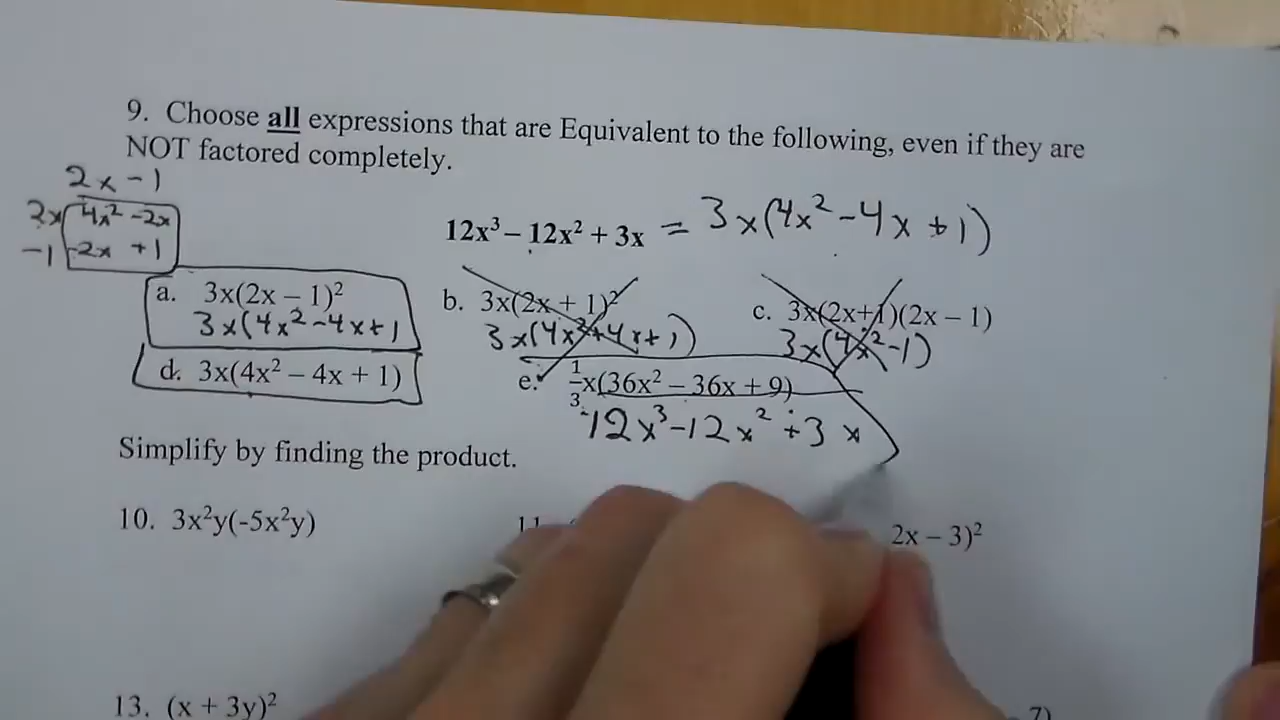 9. Choose all expressions that are Equivalent to the following, even if they are
NOT factored completely.
2x -1
2x 4x² -2x
-1 -2x +1
12x³ – 12x² + 3x = 3x(4x² - 4x + 1)
a. 3x(2x – 1)²
3x(4x² - 4x + 1
b. 3x(2x + 1)²
3x(4x² + 4x + 1)
c. 3x(2x+1)(2x – 1)
3x(4x² - 1)
d. 3x(4x² – 4x + 1)
e. 1/3 x(36x² – 36x + 9)
12x³ - 12x² + 3x
Simplify by finding the product.
10. 3x²y(-5x²y)
11.
2x – 3)²
13. (x + 3y)²
7)